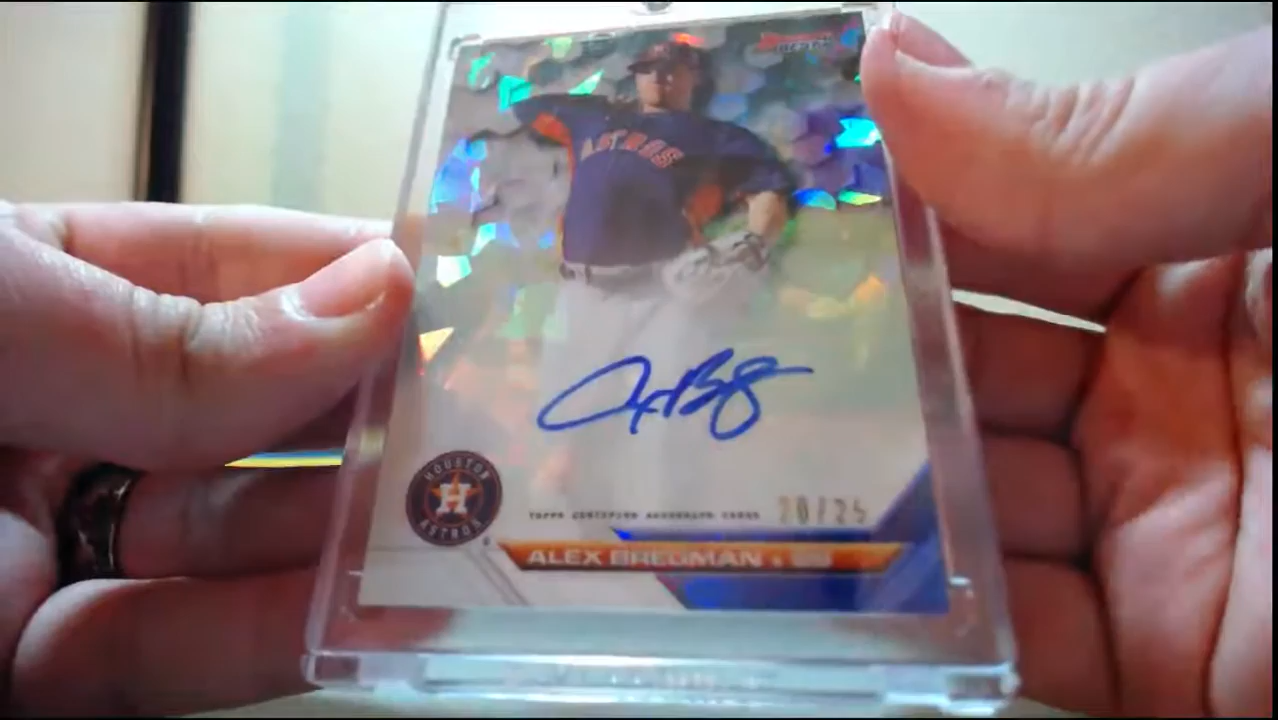 BOWMAN'S BEST
ASTROS
HOUSTON
H
ASTROS
TOPPS CERTIFIED AUTOGRAPH ISSUE
20/25
ALEX BREGMAN